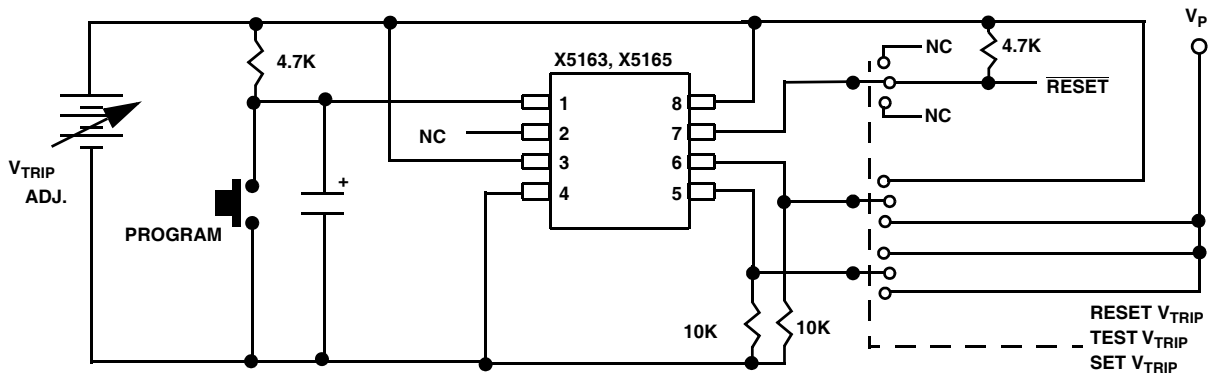 V_P
NC
4.7K
4.7K
X5163, X5165
RESET
1
8
NC
NC
2
7
3
6
V_TRIP
ADJ.
4
5
+
PROGRAM
10K
10K
RESET V_TRIP
TEST V_TRIP
SET V_TRIP